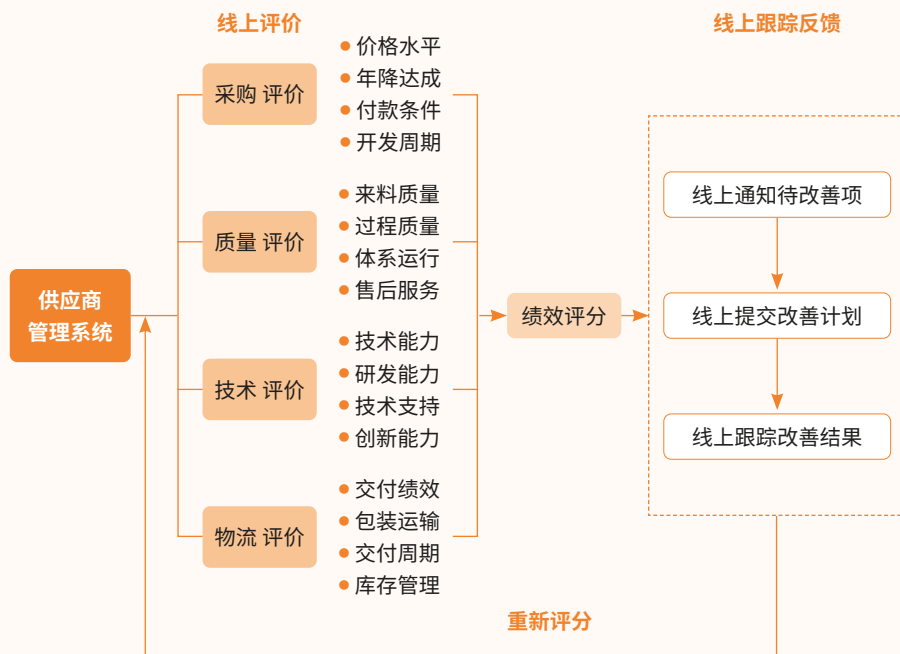 线上评价
线上跟踪反馈
供应商
管理系统
采购 评价
价格水平
年降达成
付款条件
开发周期
质量 评价
来料质量
过程质量
体系运行
售后服务
技术 评价
技术能力
研发能力
技术支持
创新能力
物流 评价
交付绩效
包装运输
交付周期
库存管理
绩效评分
线上通知待改善项
线上提交改善计划
线上跟踪改善结果
重新评分